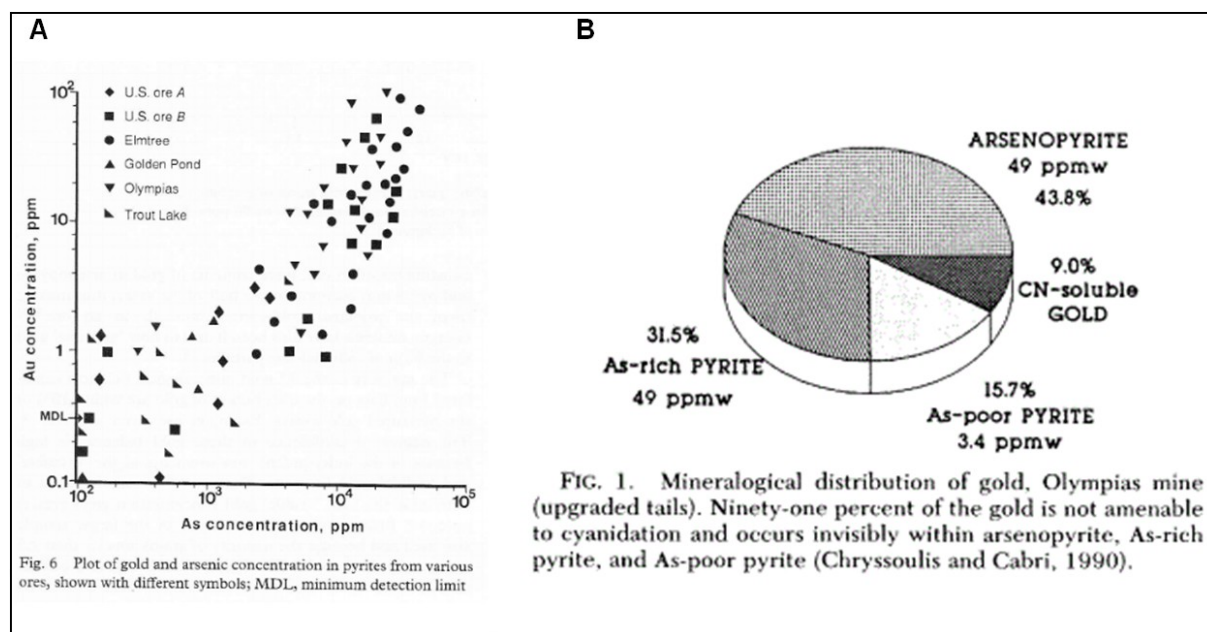 A
B
10²
10
1
MDL
0.1
Au concentration, ppm
U.S. ore A
U.S. ore B
Elmtree
Golden Pond
Olympias
Trout Lake
10²
10³
10⁴
10⁵
As concentration, ppm
Fig. 6 Plot of gold and arsenic concentration in pyrites from various
ores, shown with different symbols; MDL, minimum detection limit
ARSENOPYRITE
49 ppmw
43.8%
9.0%
CN-soluble
GOLD
31.5%
As-rich PYRITE
49 ppmw
15.7%
As-poor PYRITE
3.4 ppmw
FIG. 1. Mineralogical distribution of gold, Olympias mine
(upgraded tails). Ninety-one percent of the gold is not amenable
to cyanidation and occurs invisibly within arsenopyrite, As-rich
pyrite, and As-poor pyrite (Chryssoulis and Cabri, 1990).